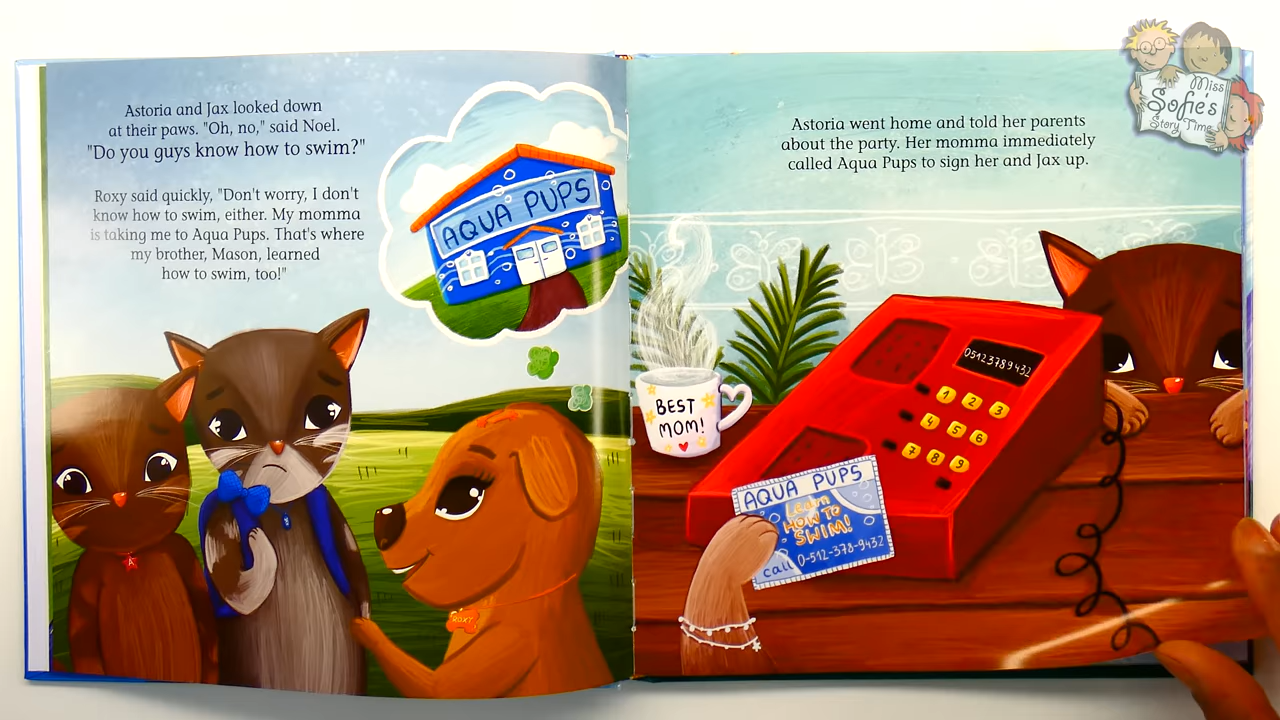 Astoria and Jax looked down
at their paws. "Oh, no," said Noel.
"Do you guys know how to swim?"
Roxy said quickly, "Don't worry, I don't
know how to swim, either. My momma
is taking me to Aqua Pups. That's where
my brother, Mason, learned
how to swim, too!"
AQUA PUPS
A
ROXY
Astoria went home and told her parents
about the party. Her momma immediately
called Aqua Pups to sign her and Jax up.
BEST
MOM!
05123789432
1 2 3
4 5 6
7 8 9
AQUA PUPS
Learn
HOW TO
SWIM!
call 0-512-378-9432
Miss
Sofie's
Story Time